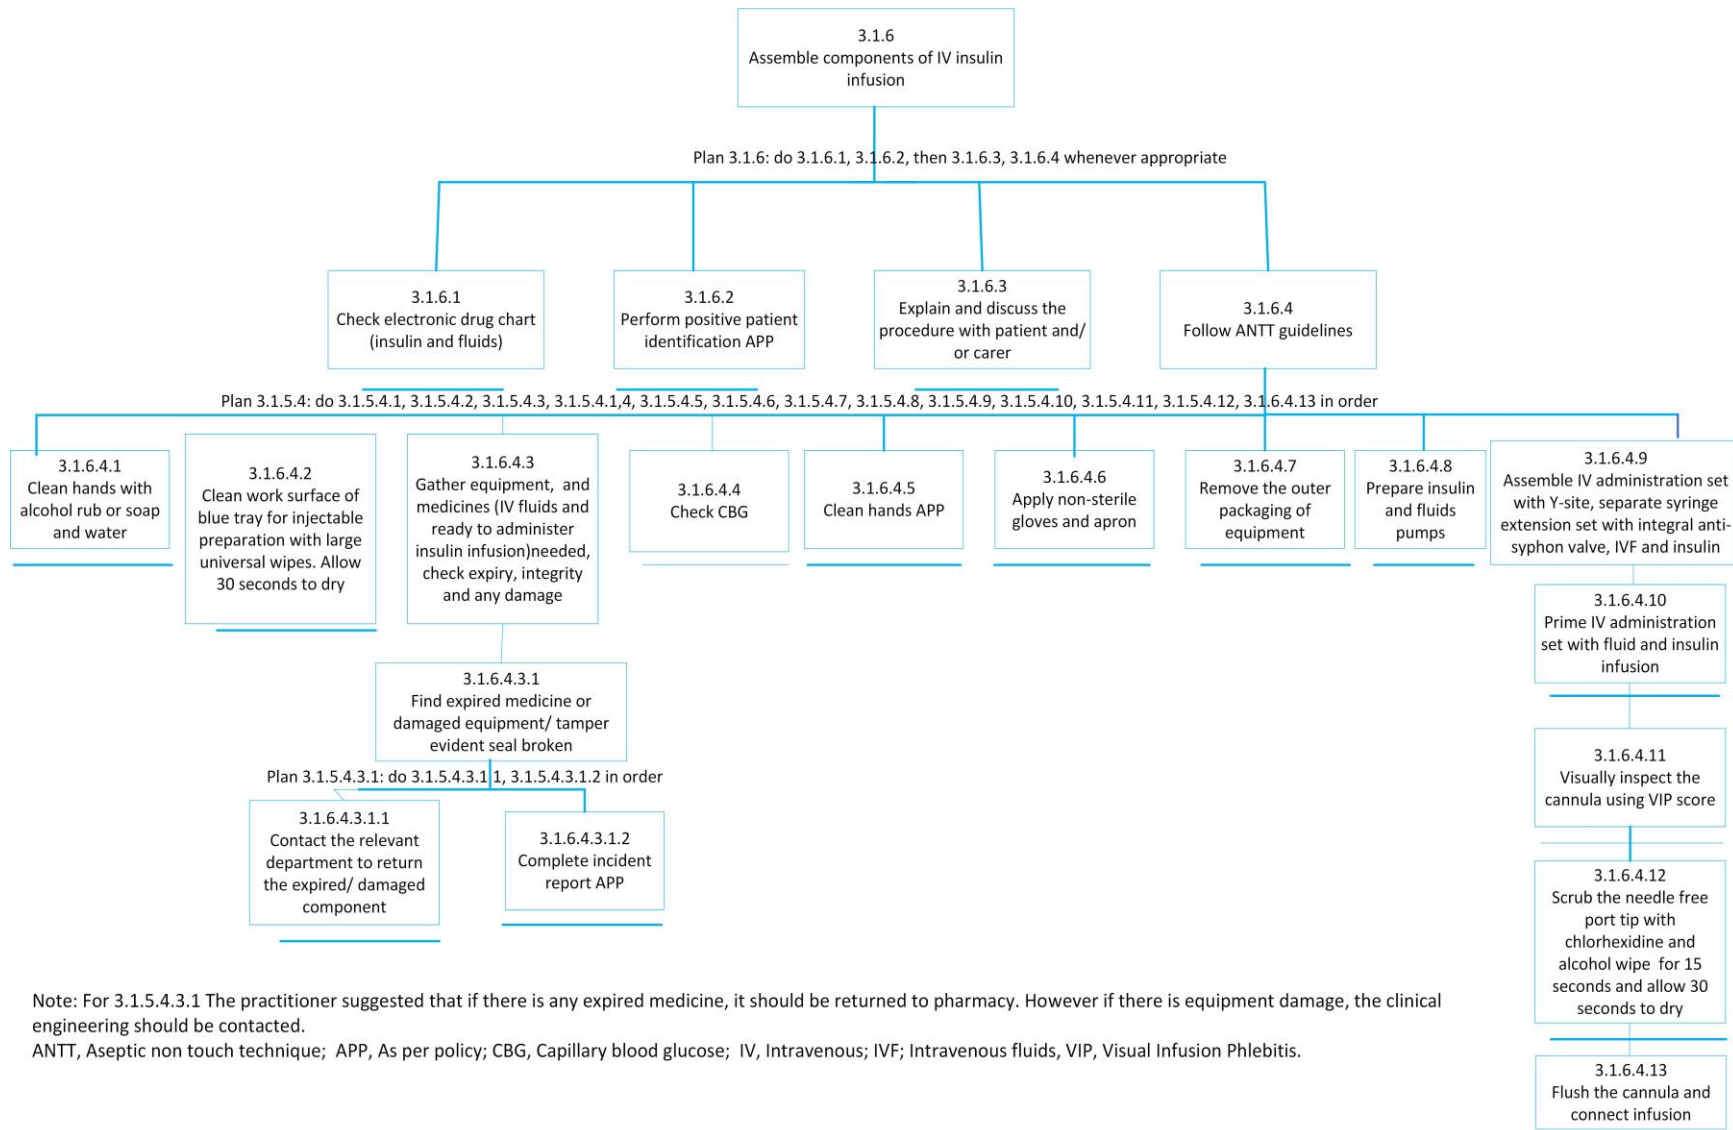 3.1.6
Assemble components of IV insulin
infusion
Plan 3.1.6: do 3.1.6.1, 3.1.6.2, then 3.1.6.3, 3.1.6.4 whenever appropriate
3.1.6.1
Check electronic drug chart
(insulin and fluids)
3.1.6.2
Perform positive patient
identification APP
3.1.6.3
Explain and discuss the
procedure with patient and/
or carer
3.1.6.4
Follow ANTT guidelines
Plan 3.1.5.4: do 3.1.5.4.1, 3.1.5.4.2, 3.1.5.4.3, 3.1.5.4.1,4, 3.1.5.4.5, 3.1.5.4.6, 3.1.5.4.7, 3.1.5.4.8, 3.1.5.4.9, 3.1.5.4.10, 3.1.5.4.11, 3.1.5.4.12, 3.1.6.4.13 in order
3.1.6.4.1
Clean hands with
alcohol rub or soap
and water
3.1.6.4.2
Clean work surface of
blue tray for injectable
preparation with large
universal wipes. Allow
30 seconds to dry
3.1.6.4.3
Gather equipment, and
medicines (IV fluids and
ready to administer
insulin infusion)needed,
check expiry, integrity
and any damage
3.1.6.4.4
Check CBG
3.1.6.4.5
Clean hands APP
3.1.6.4.6
Apply non-sterile
gloves and apron
3.1.6.4.7
Remove the outer
packaging of
equipment
3.1.6.4.8
Prepare insulin
and fluids
pumps
3.1.6.4.9
Assemble IV administration set
with Y-site, separate syringe
extension set with integral anti-
syphon valve, IVF and insulin
3.1.6.4.10
Prime IV administration
set with fluid and insulin
infusion
3.1.6.4.3.1
Find expired medicine or
damaged equipment/ tamper
evident seal broken
Plan 3.1.5.4.3.1: do 3.1.5.4.3.1.1, 3.1.5.4.3.1.2 in order
3.1.6.4.3.1.1
Contact the relevant
department to return
the expired/ damaged
component
3.1.6.4.3.1.2
Complete incident
report APP
3.1.6.4.11
Visually inspect the
cannula using VIP score
3.1.6.4.12
Scrub the needle free
port tip with
chlorhexidine and
alcohol wipe for 15
seconds and allow 30
seconds to dry
3.1.6.4.13
Flush the cannula and
connect infusion
Note: For 3.1.5.4.3.1 The practitioner suggested that if there is any expired medicine, it should be returned to pharmacy. However if there is equipment damage, the clinical
engineering should be contacted.
ANTT, Aseptic non touch technique; APP, As per policy; CBG, Capillary blood glucose; IV, Intravenous; IVF; Intravenous fluids, VIP, Visual Infusion Phlebitis.